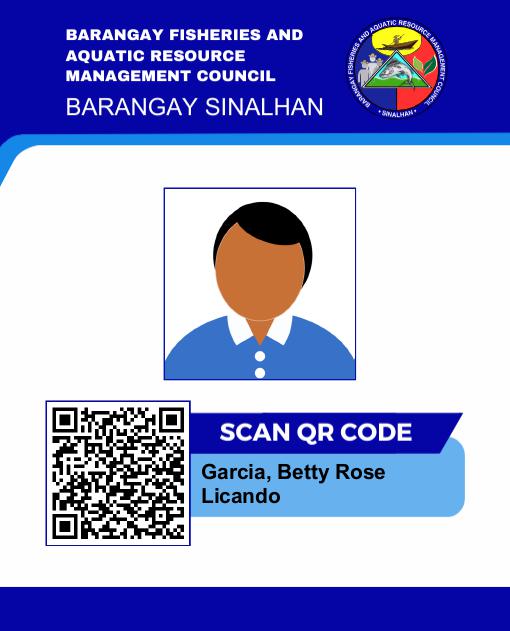 BARANGAY FISHERIES AND
AQUATIC RESOURCE
MANAGEMENT COUNCIL
BARANGAY SINALHAN
BARANGAY FISHERIES AND AQUATIC RESOURCE MANAGEMENT COUNCIL
• SINALHAN •
SCAN QR CODE
Garcia, Betty Rose
Licando